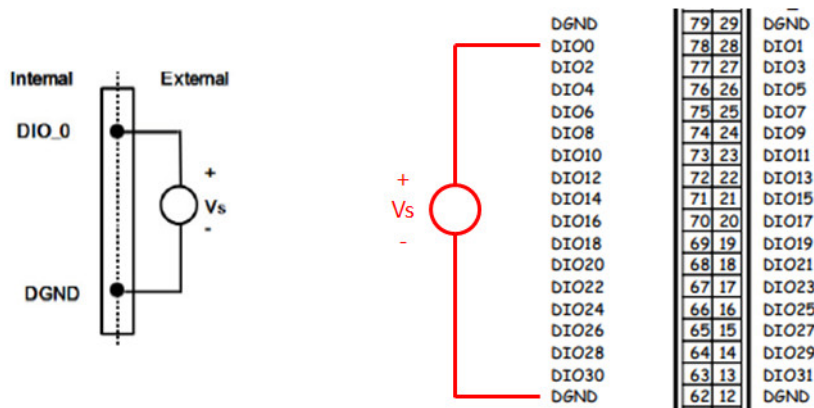 Internal External
DIO_0
+
Vs
-
DGND
+
Vs
-
DGND 79 29 DGND
DIO0 78 28 DIO1
DIO2 77 27 DIO3
DIO4 76 26 DIO5
DIO6 75 25 DIO7
DIO8 74 24 DIO9
DIO10 73 23 DIO11
DIO12 72 22 DIO13
DIO14 71 21 DIO15
DIO16 70 20 DIO17
DIO18 69 19 DIO19
DIO20 68 18 DIO21
DIO22 67 17 DIO23
DIO24 66 16 DIO25
DIO26 65 15 DIO27
DIO28 64 14 DIO29
DIO30 63 13 DIO31
DGND 62 12 DGND